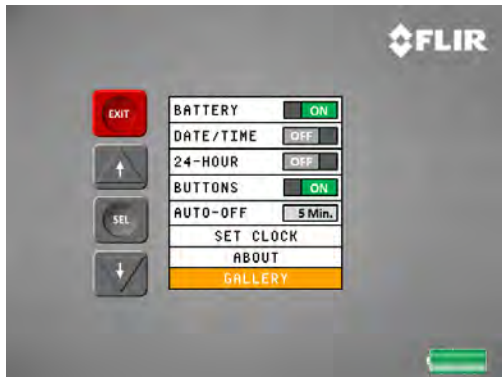 FLIR
EXIT
BATTERY ON
DATE/TIME OFF
24-HOUR OFF
BUTTONS ON
SEL
AUTO-OFF 5 Min.
SET CLOCK
ABOUT
GALLERY